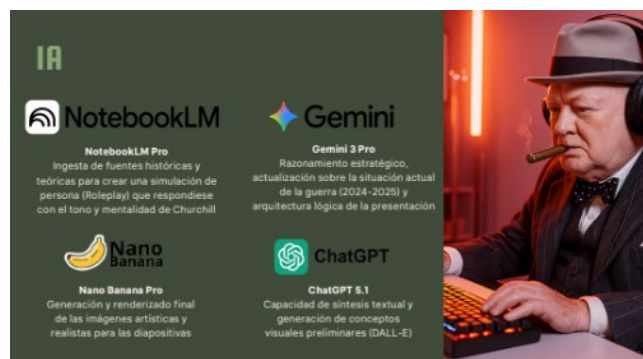 IA
NotebookLM
NotebookLM Pro
Ingesta de fuentes históricas y
teóricas para crear una simulación de
persona (Roleplay) que respondiese
con el tono y mentalidad de Churchill
Gemini
Gemini 3 Pro
Razonamiento estratégico,
actualización sobre la situación actual
de la guerra (2024-2025) y
arquitectura lógica de la presentación
Nano
Banana
Nano Banana Pro
Generación y renderizado final
de las imágenes artísticas y
realistas para las diapositivas
ChatGPT
ChatGPT 5.1
Capacidad de síntesis textual y
generación de conceptos
visuales preliminares (DALL-E)